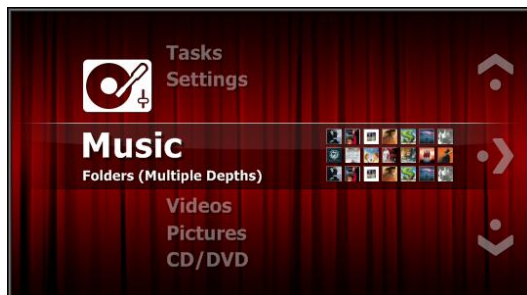 Tasks
Settings
Music
Folders (Multiple Depths)
Videos
Pictures
CD/DVD